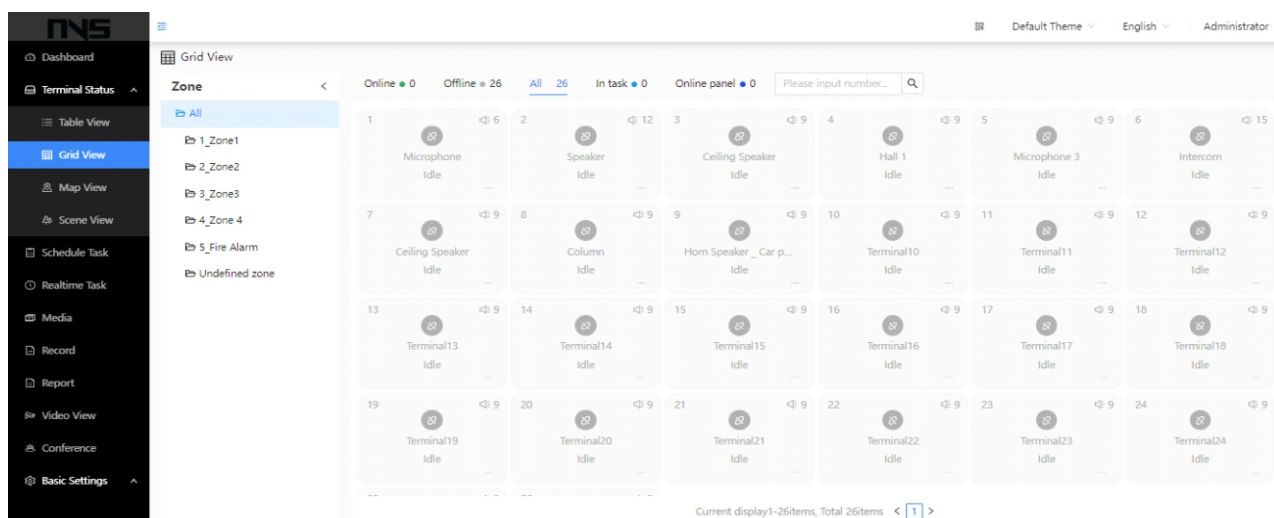 NVS
Default Theme English Administrator
Dashboard
Terminal Status
Table View
Grid View
Map View
Scene View
Schedule Task
Realtime Task
Media
Record
Report
Video View
Conference
Basic Settings
Grid View
Zone <
All
1_Zone1
2_Zone2
3_Zone3
4_Zone 4
5_Fire Alarm
Undefined zone
Online 0 Offline 26 All 26 In task 0 Online panel 0 Please input number...
1 6 2 12 3 9 4 9 5 9 6 15
Microphone Speaker Ceiling Speaker Hall 1 Microphone 3 Intercom
Idle Idle Idle Idle Idle Idle
... ... ... ... ... ...
7 9 8 9 9 9 10 9 11 9 12 9
Ceiling Speaker Column Horn Speaker _ Car p... Terminal10 Terminal11 Terminal12
Idle Idle Idle Idle Idle Idle
... ... ... ... ... ...
13 9 14 9 15 9 16 9 17 9 18 9
Terminal13 Terminal14 Terminal15 Terminal16 Terminal17 Terminal18
Idle Idle Idle Idle Idle Idle
... ... ... ... ... ...
19 9 20 9 21 9 22 9 23 9 24 9
Terminal19 Terminal20 Terminal21 Terminal22 Terminal23 Terminal24
Idle Idle Idle Idle Idle Idle
... ... ... ... ... ...
Current display1-26items, Total 26items < 1 >